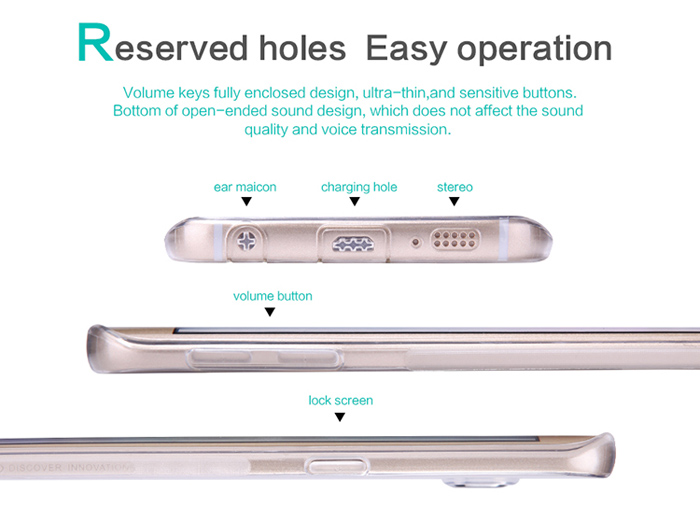 Reserved holes Easy operation
Volume keys fully enclosed design, ultra-thin,and sensitive buttons.
Bottom of open-ended sound design, which does not affect the sound
quality and voice transmission.
ear maicon charging hole stereo
volume button
lock screen
DISCOVER INNOVATION